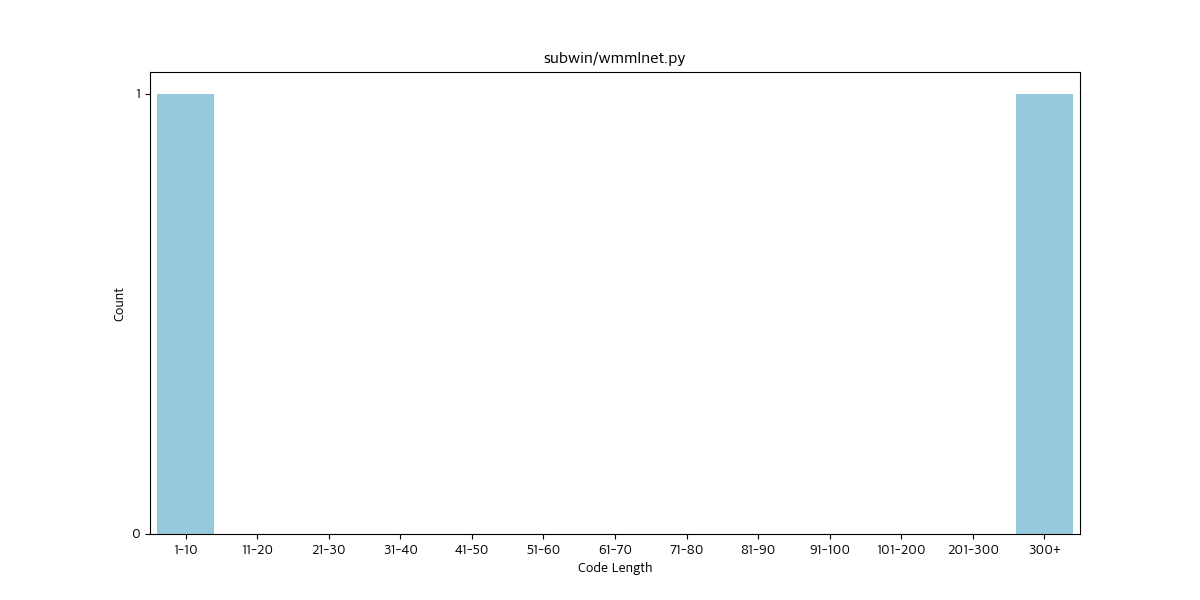 subwin/wmmlnet.py
1
Count
0
1-10 11-20 21-30 31-40 41-50 51-60 61-70 71-80 81-90 91-100 101-200 201-300 300+
Code Length